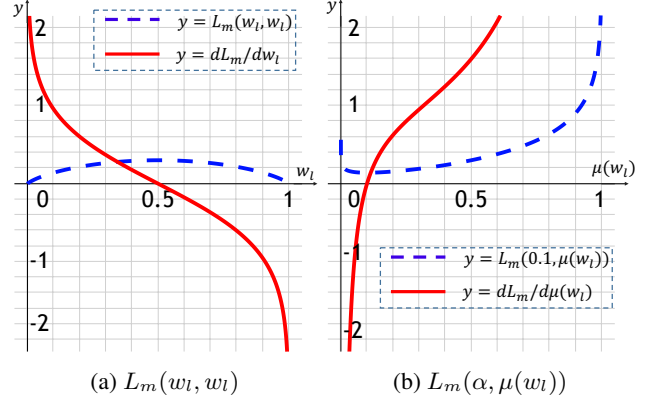 y
y = L_m(w_l, w_l)
y = dL_m/dw_l
2
1
w_l
0
0.5
1
-1
-2
(a) L_m(w_l, w_l)
y
2
1
0
0.5
1
μ(w_l)
-1
y = L_m(0.1, μ(w_l))
y = dL_m/dμ(w_l)
-2
(b) L_m(α, μ(w_l))